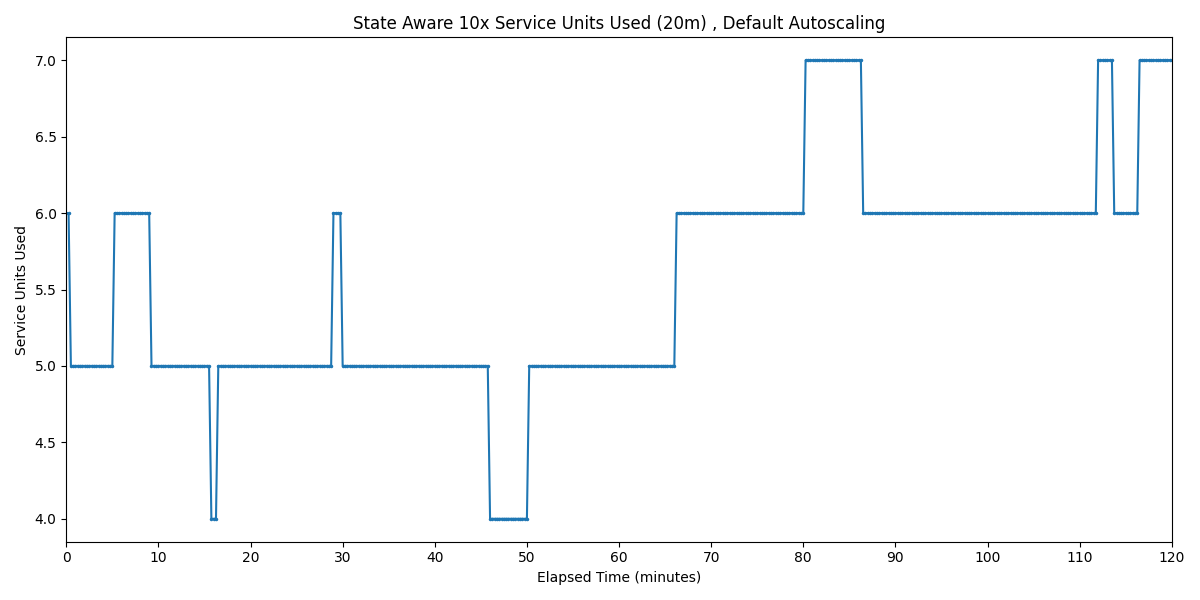 State Aware 10x Service Units Used (20m) , Default Autoscaling
7.0
6.5
6.0
5.5
5.0
4.5
4.0
Service Units Used
0 10 20 30 40 50 60 70 80 90 100 110 120
Elapsed Time (minutes)